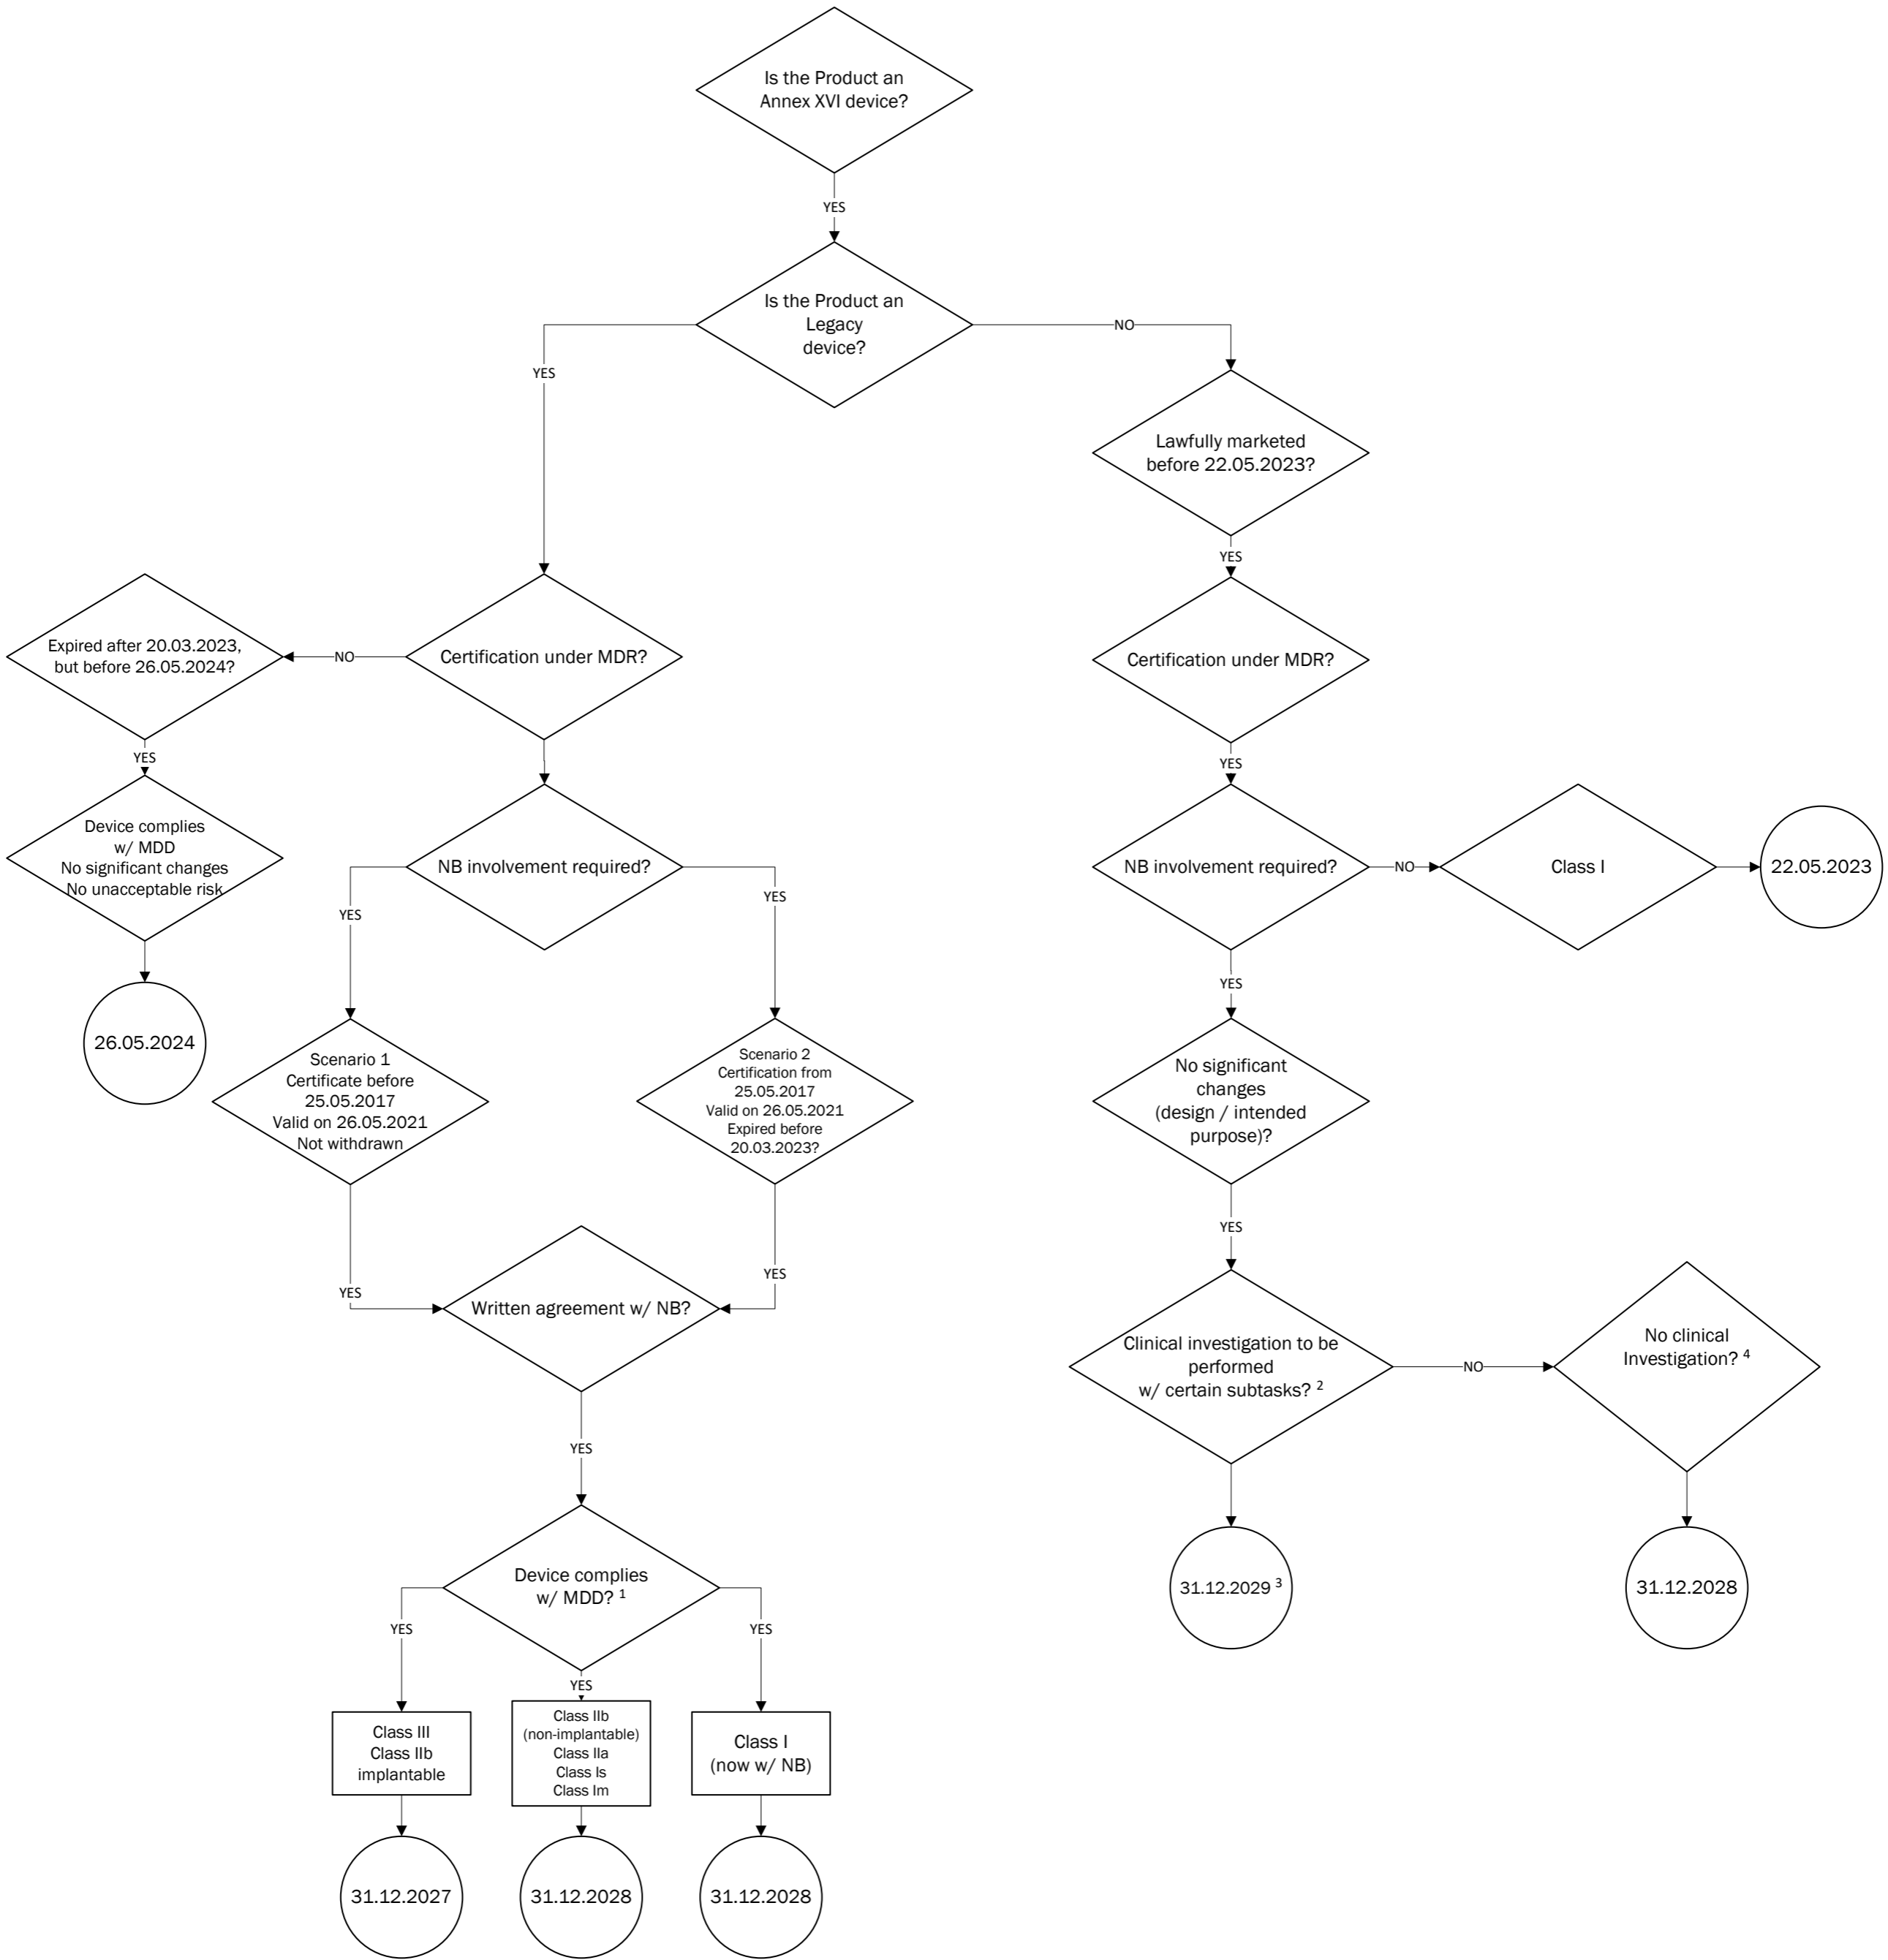 Is the Product an
Annex XVI device?
YES
Is the Product an
Legacy
device?
YES
NO
Lawfully marketed
before 22.05.2023?
YES
Expired after 20.03.2023,
but before 26.05.2024?
NO
Certification under MDR?
Certification under MDR?
YES
YES
Device complies
w/ MDD
No significant changes
No unacceptable risk
NB involvement required?
YES
YES
NB involvement required?
NO
Class I
22.05.2023
YES
26.05.2024
Scenario 1
Certificate before
25.05.2017
Valid on 26.05.2021
Not withdrawn
Scenario 2
Certification from
25.05.2017
Valid on 26.05.2021
Expired before
20.03.2023?
No significant
changes
(design / intended
purpose)?
YES
YES
YES
Written agreement w/ NB?
Clinical investigation to be
performed
w/ certain subtasks? 2
NO
No clinical
Investigation? 4
YES
Device complies
w/ MDD? 1
31.12.2029 3
31.12.2028
YES
YES
YES
Class III
Class IIb
implantable
Class IIb
(non-implantable)
Class IIa
Class Is
Class Im
Class I
(now w/ NB)
31.12.2027
31.12.2028
31.12.2028